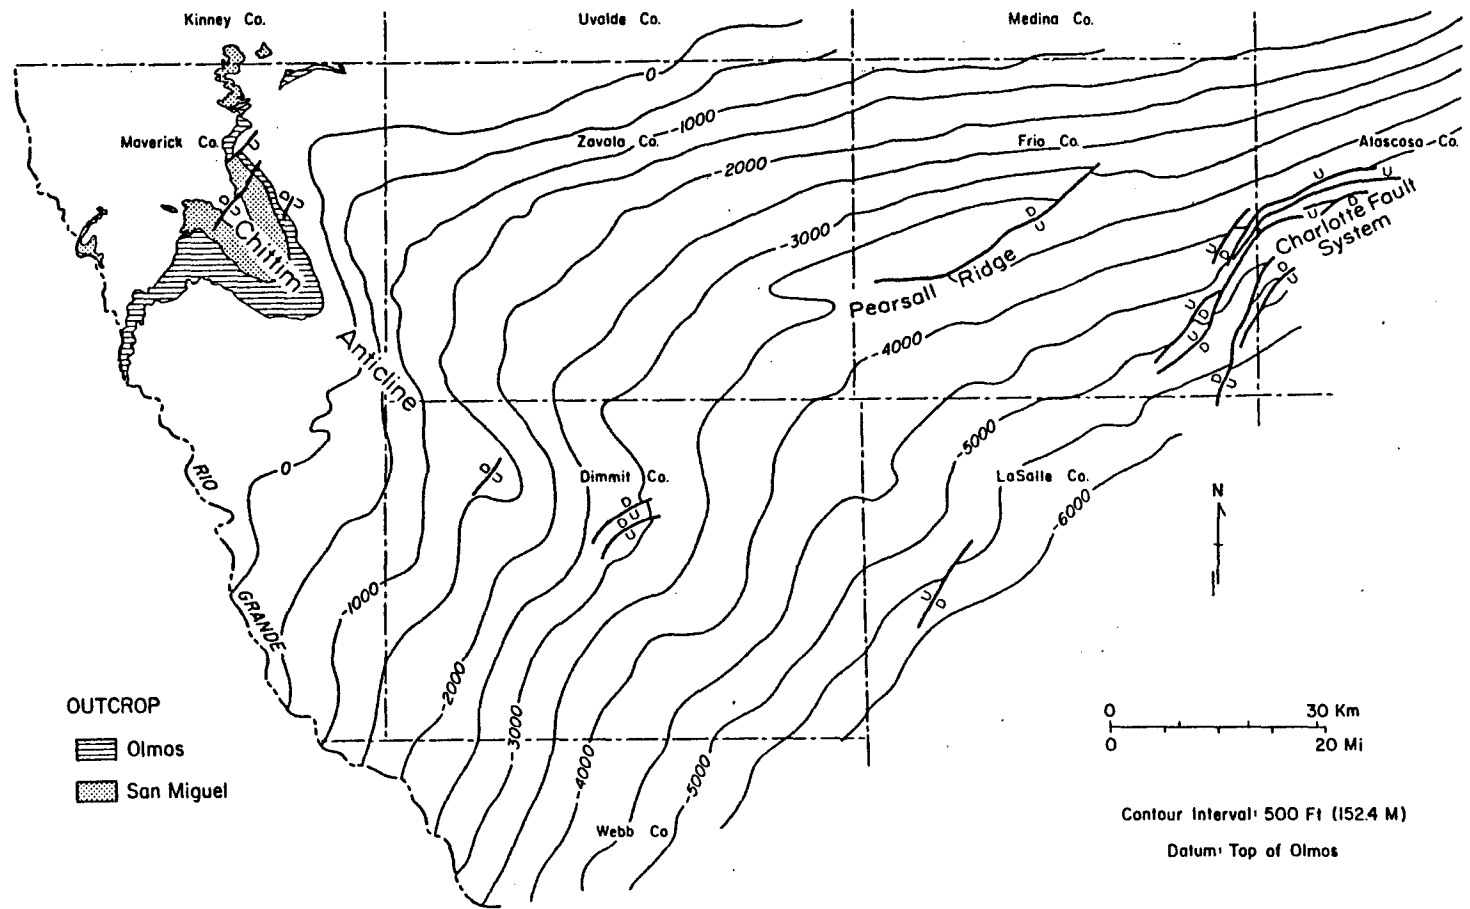 Kinney Co.
Uvalde Co.
Medina Co.
0
-1000
Maverick Co.
Zavala Co.
Frio Co.
Atascosa Co.
-2000
U
U
D
U
D
U
D
U
D
U
U
D
Chittim
Anticline
-3000
D
U
Pearsall Ridge
Charlotte Fault
System
U
D
D
U
U
D
U
D
D
U
-4000
0
RIO
GRANDE
D
U
Dimmit Co.
D
D U
U
-5000
LaSalle Co.
-6000
N
-1000
U
D
-2000
-3000
-4000
-5000
OUTCROP
Olmos
San Miguel
0 30 Km
0 20 Mi
Webb Co
Contour Interval: 500 Ft (152.4 M)
Datum: Top of Olmos